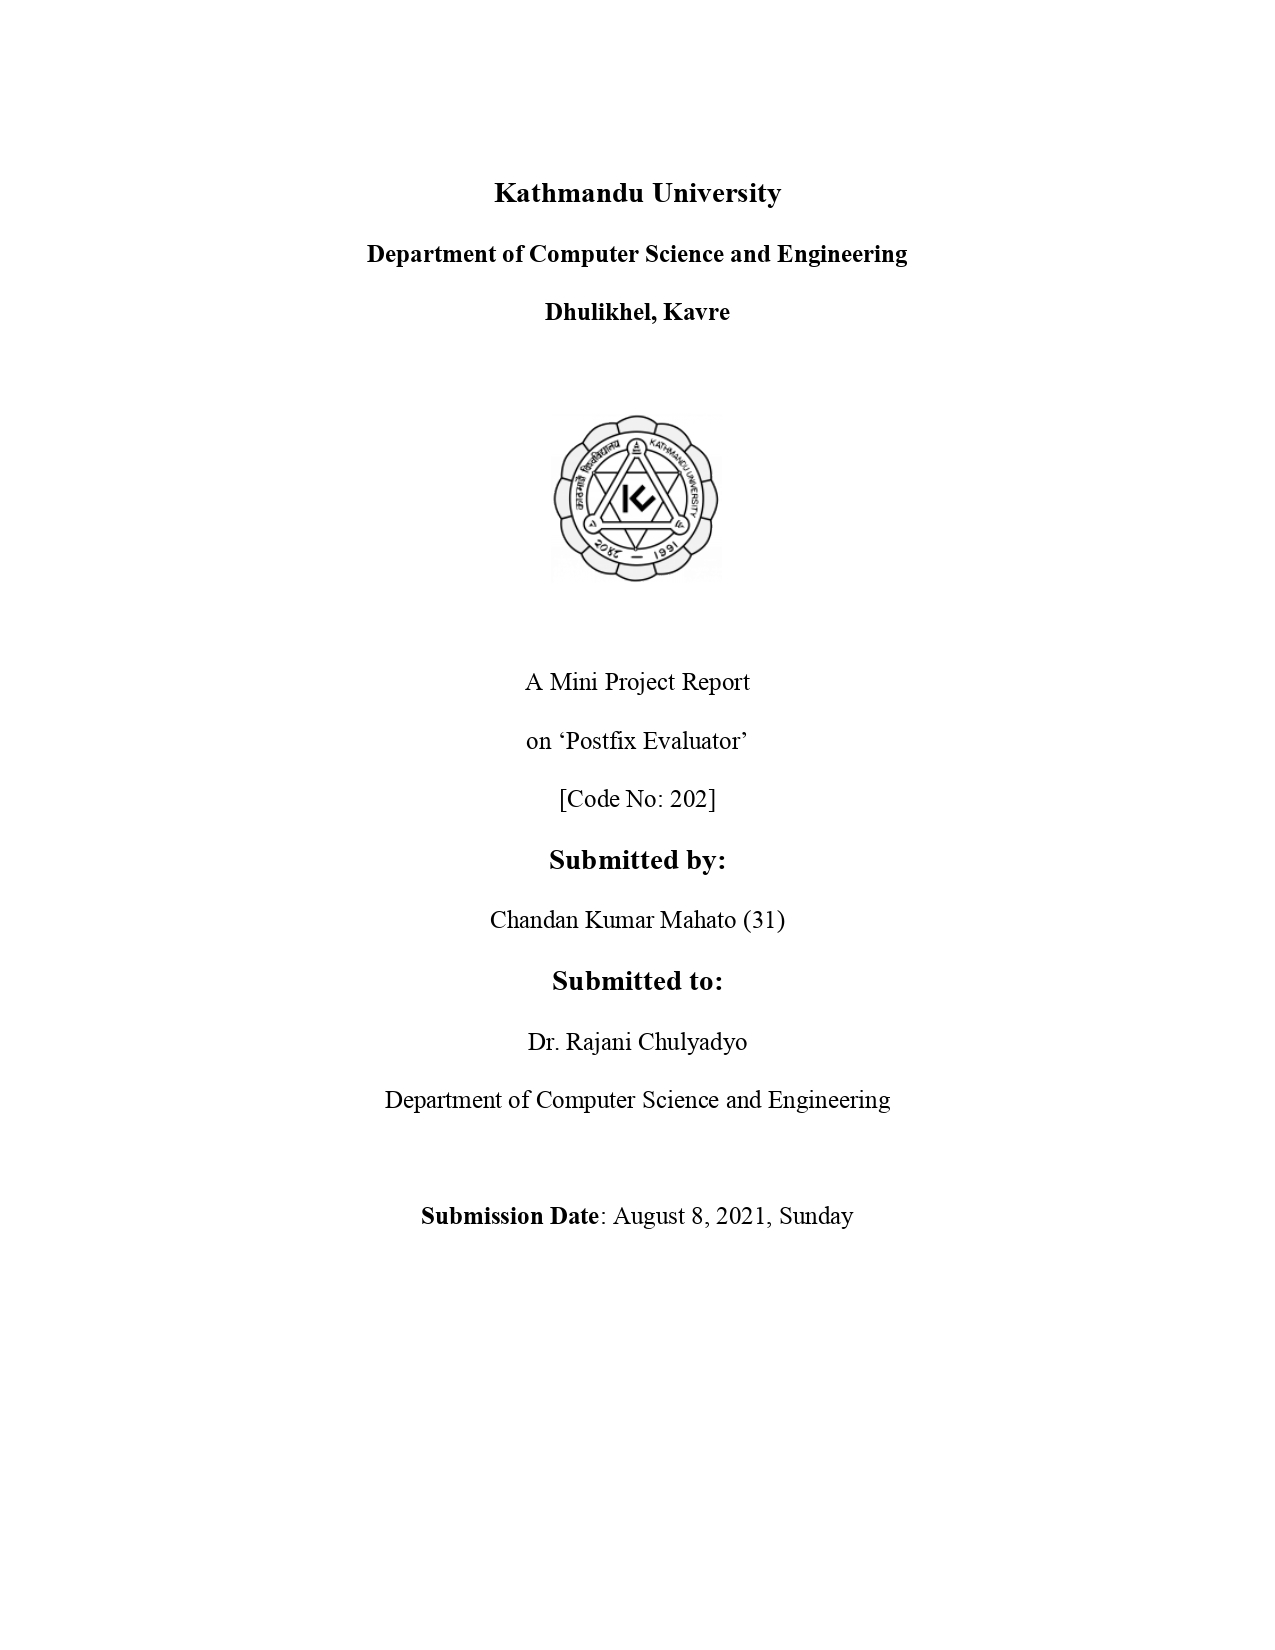 Kathmandu University
Department of Computer Science and Engineering
Dhulikhel, Kavre
काठमाडौं विश्वविद्यालय
KATHMANDU UNIVERSITY
२०४८ — 1991
A Mini Project Report
on ‘Postfix Evaluator’
[Code No: 202]
Submitted by:
Chandan Kumar Mahato (31)
Submitted to:
Dr. Rajani Chulyadyo
Department of Computer Science and Engineering
Submission Date: August 8, 2021, Sunday